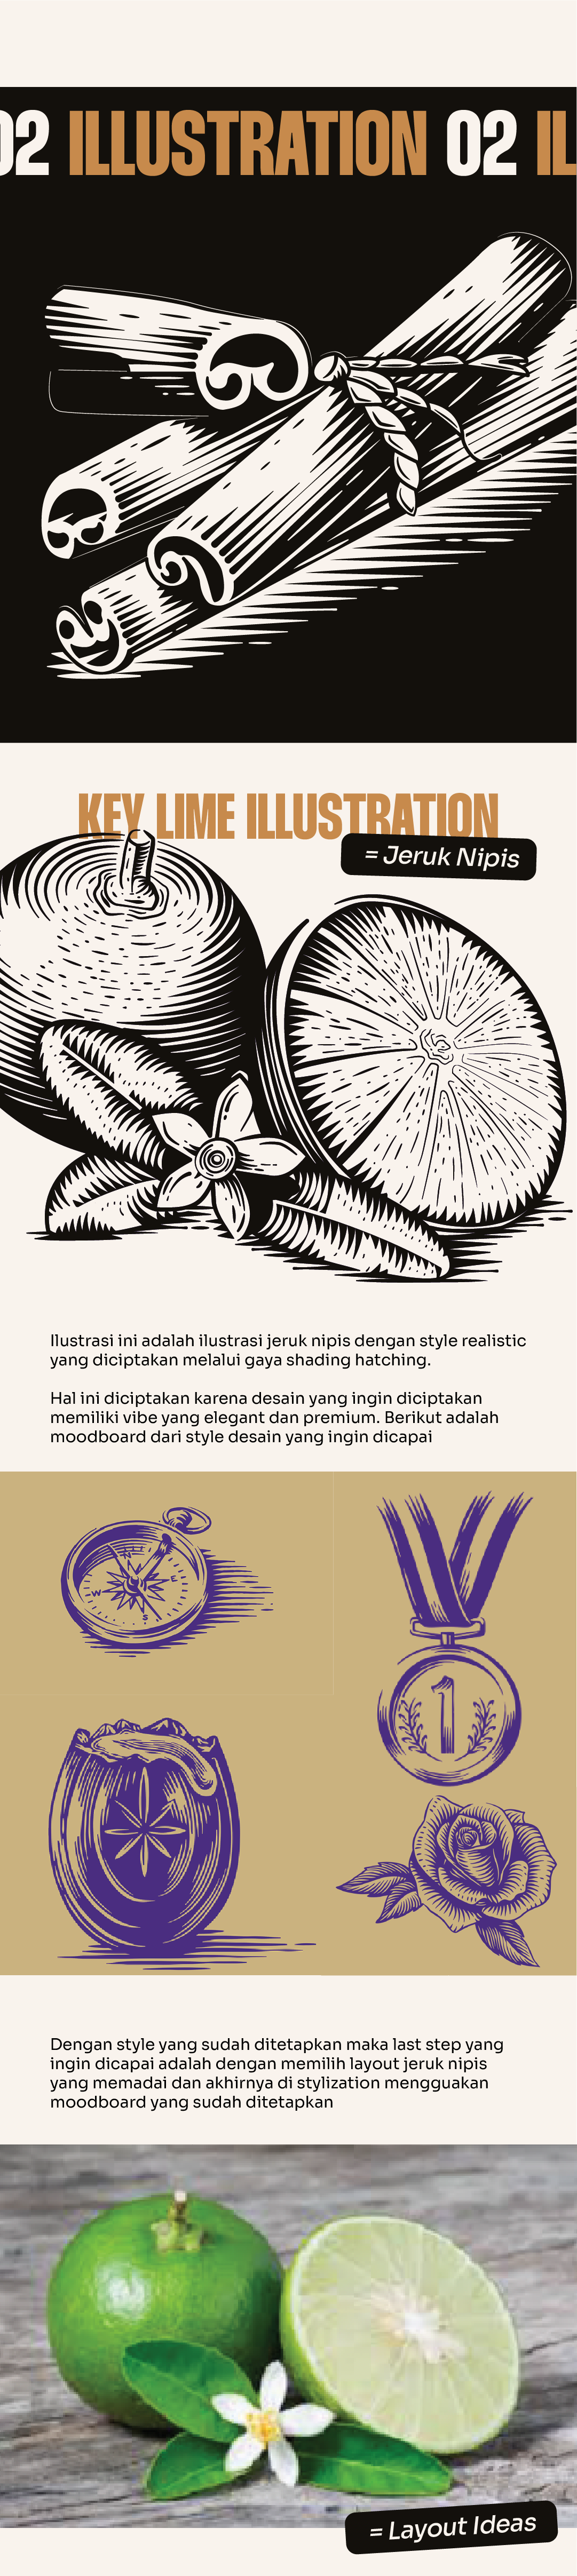 02 ILLUSTRATION 02 IL
KEY LIME ILLUSTRATION
= Jeruk Nipis
Ilustrasi ini adalah ilustrasi jeruk nipis dengan style realistic
yang diciptakan melalui gaya shading hatching.
Hal ini diciptakan karena desain yang ingin diciptakan
memiliki vibe yang elegant dan premium. Berikut adalah
moodboard dari style desain yang ingin dicapai
N
E
W
S
1
Dengan style yang sudah ditetapkan maka last step yang
ingin dicapai adalah dengan memilih layout jeruk nipis
yang memadai dan akhirnya di stylization mengguakan
moodboard yang sudah ditetapkan
= Layout Ideas